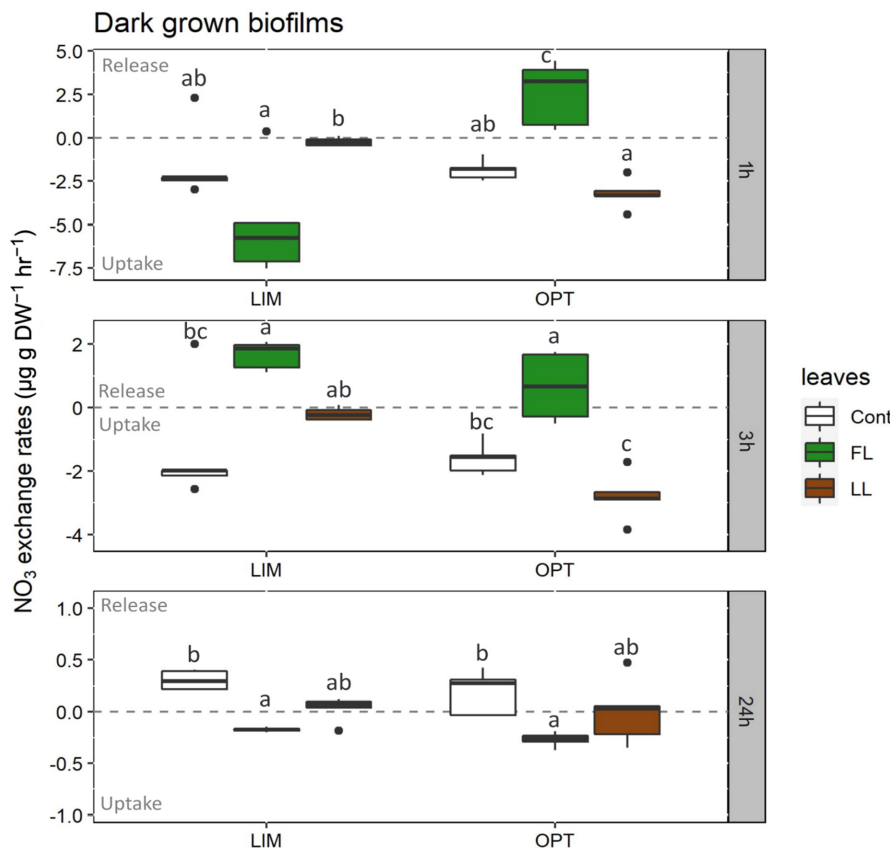 Dark grown biofilms
NO₃ exchange rates (µg g DW⁻¹ hr⁻¹)
5.0
2.5
0.0
-2.5
-5.0
-7.5
Release
Uptake
ab
a
b
ab
c
a
1h
LIM
OPT
2
0
-2
-4
Release
Uptake
bc
a
ab
bc
a
c
3h
LIM
OPT
1.0
0.5
0.0
-0.5
-1.0
Release
Uptake
b
a
ab
b
a
ab
24h
LIM
OPT
leaves
Cont
FL
LL